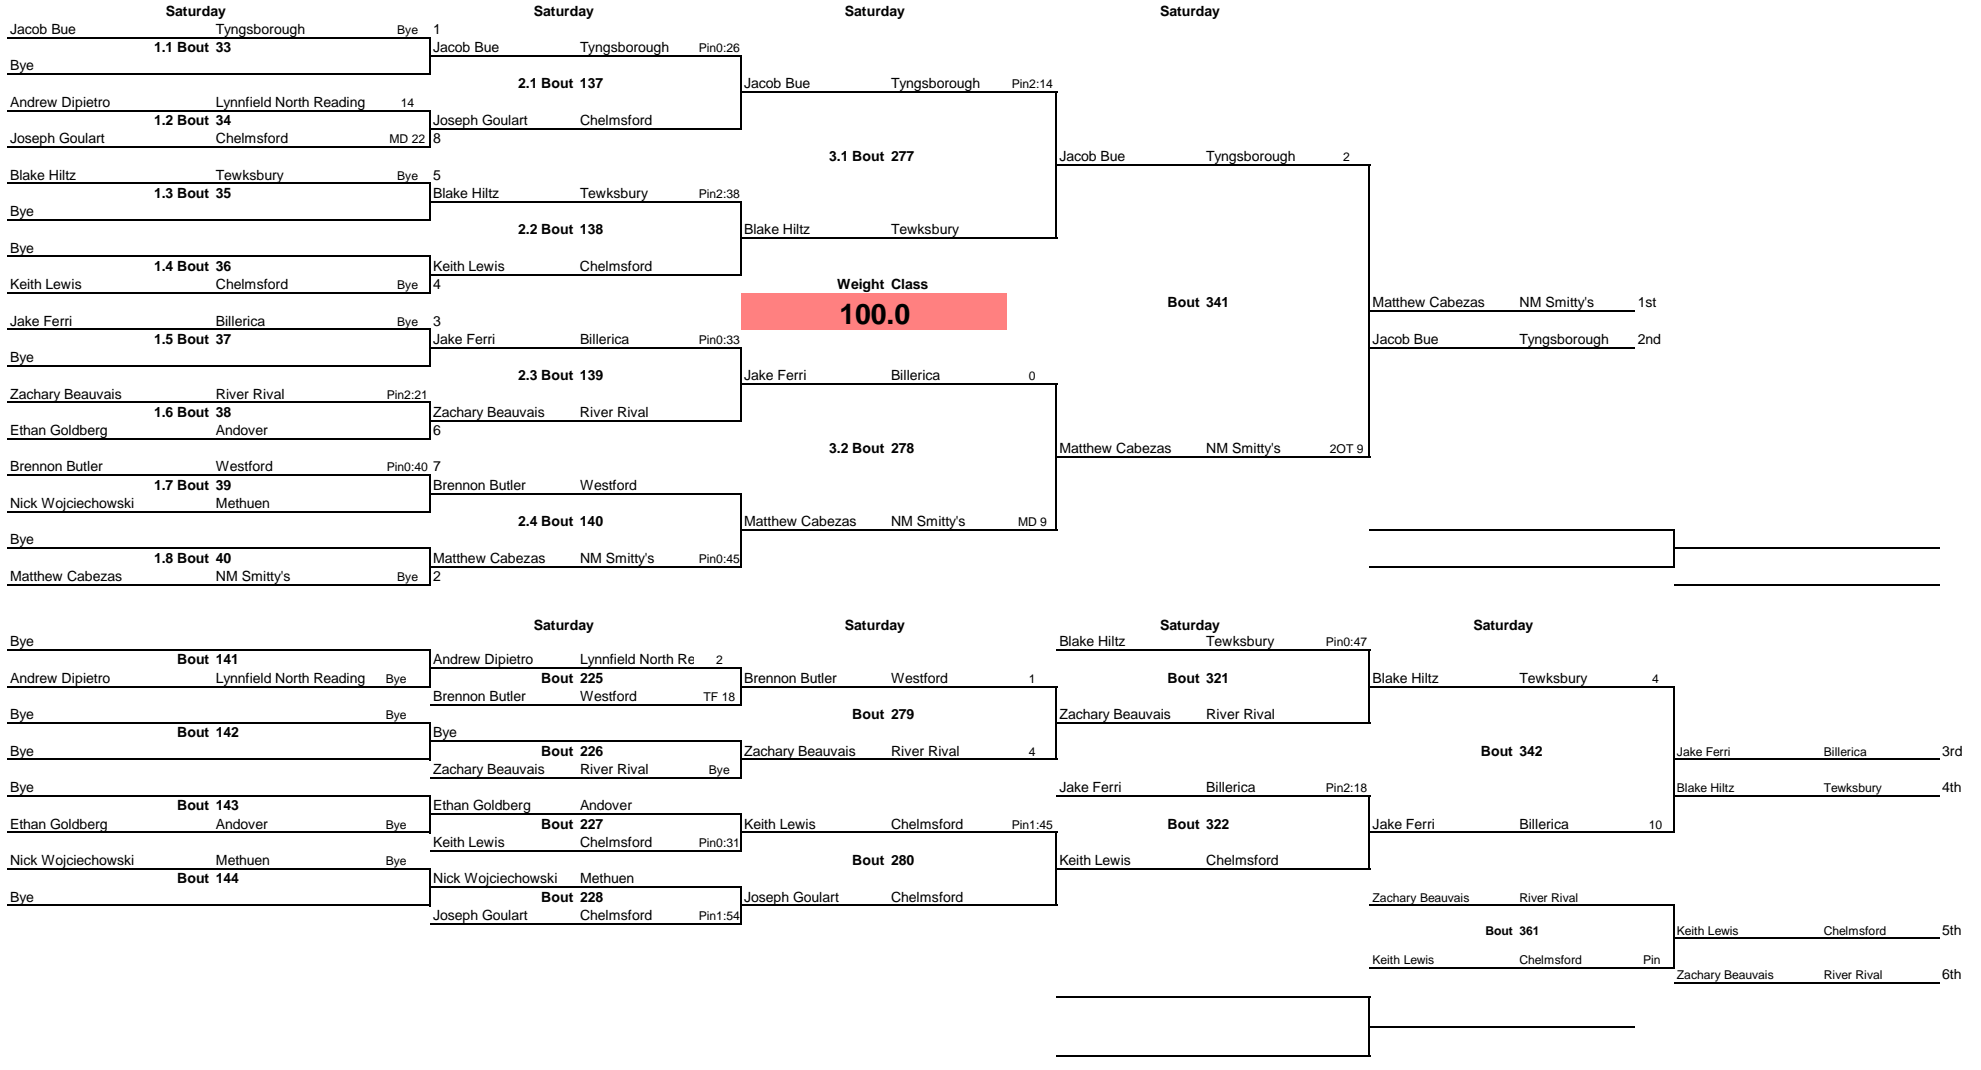 Saturday Saturday Saturday Saturday
Jacob Bue Tyngsborough Bye 1
1.1 Bout 33 Jacob Bue Tyngsborough Pin0:26
Bye
2.1 Bout 137 Jacob Bue Tyngsborough Pin2:14
Andrew Dipietro Lynnfield North Reading 14
1.2 Bout 34 Joseph Goulart Chelmsford
Joseph Goulart Chelmsford MD 22 8
3.1 Bout 277 Jacob Bue Tyngsborough 2
Blake Hiltz Tewksbury Bye 5
1.3 Bout 35 Blake Hiltz Tewksbury Pin2:38
Bye
2.2 Bout 138 Blake Hiltz Tewksbury
Bye
1.4 Bout 36 Keith Lewis Chelmsford
Keith Lewis Chelmsford Bye 4 Weight Class
Bout 341 Matthew Cabezas NM Smitty's 1st
100.0
Jake Ferri Billerica Bye 3
1.5 Bout 37 Jake Ferri Billerica Pin0:33 Jacob Bue Tyngsborough 2nd
Bye
2.3 Bout 139 Jake Ferri Billerica 0
Zachary Beauvais River Rival Pin2:21
1.6 Bout 38 Zachary Beauvais River Rival
Ethan Goldberg Andover 6
3.2 Bout 278 Matthew Cabezas NM Smitty's 2OT 9
Brennon Butler Westford Pin0:40 7
1.7 Bout 39 Brennon Butler Westford
Nick Wojciechowski Methuen
2.4 Bout 140 Matthew Cabezas NM Smitty's MD 9
Bye
1.8 Bout 40 Matthew Cabezas NM Smitty's Pin0:45
Matthew Cabezas NM Smitty's Bye 2
Saturday Saturday Saturday Saturday
Bye Blake Hiltz Tewksbury Pin0:47
Bout 141 Andrew Dipietro Lynnfield North Re 2
Andrew Dipietro Lynnfield North Reading Bye Bout 225 Brennon Butler Westford 1 Bout 321 Blake Hiltz Tewksbury 4
Brennon Butler Westford TF 18
Bye Bye Bout 279 Zachary Beauvais River Rival
Bout 142 Bye
Bye Bout 226 Zachary Beauvais River Rival 4 Bout 342 Jake Ferri Billerica 3rd
Zachary Beauvais River Rival Bye
Bye Jake Ferri Billerica Pin2:18 Blake Hiltz Tewksbury 4th
Bout 143 Ethan Goldberg Andover
Ethan Goldberg Andover Bye Bout 227 Keith Lewis Chelmsford Pin1:45 Bout 322 Jake Ferri Billerica 10
Keith Lewis Chelmsford Pin0:31
Nick Wojciechowski Methuen Bye Bout 280 Keith Lewis Chelmsford
Bout 144 Nick Wojciechowski Methuen
Bye Bout 228 Joseph Goulart Chelmsford Zachary Beauvais River Rival
Joseph Goulart Chelmsford Pin1:54
Bout 361 Keith Lewis Chelmsford 5th
Keith Lewis Chelmsford Pin
Zachary Beauvais River Rival 6th